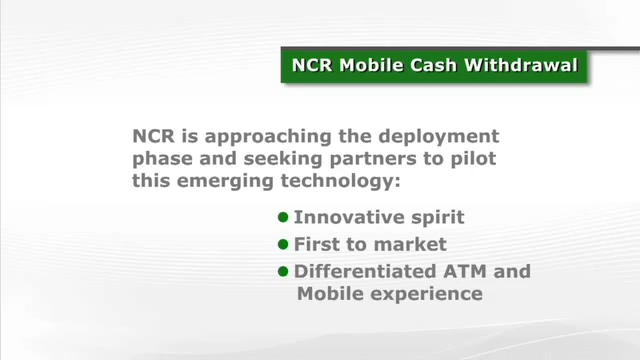 NCR Mobile Cash Withdrawal
NCR is approaching the deployment
phase and seeking partners to pilot
this emerging technology:
Innovative spirit
First to market
Differentiated ATM and
Mobile experience